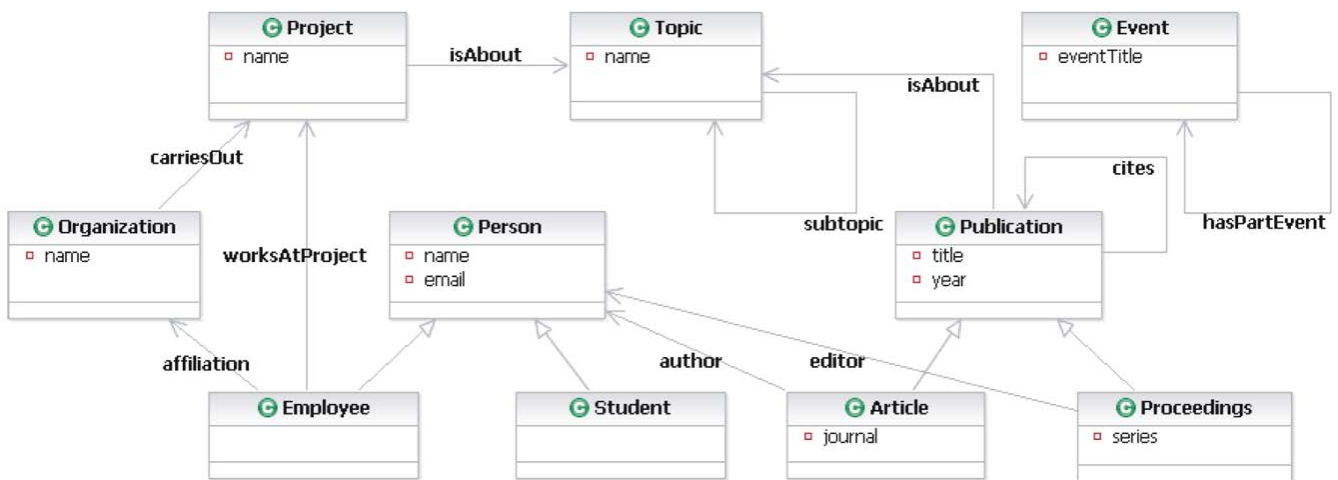 Project
name
isAbout
Topic
name
Event
eventTitle
isAbout
carriesOut
cites
Organization
name
worksAtProject
Person
name
email
subtopic
Publication
title
year
hasPartEvent
affiliation
author
editor
Employee
Student
Article
journal
Proceedings
series